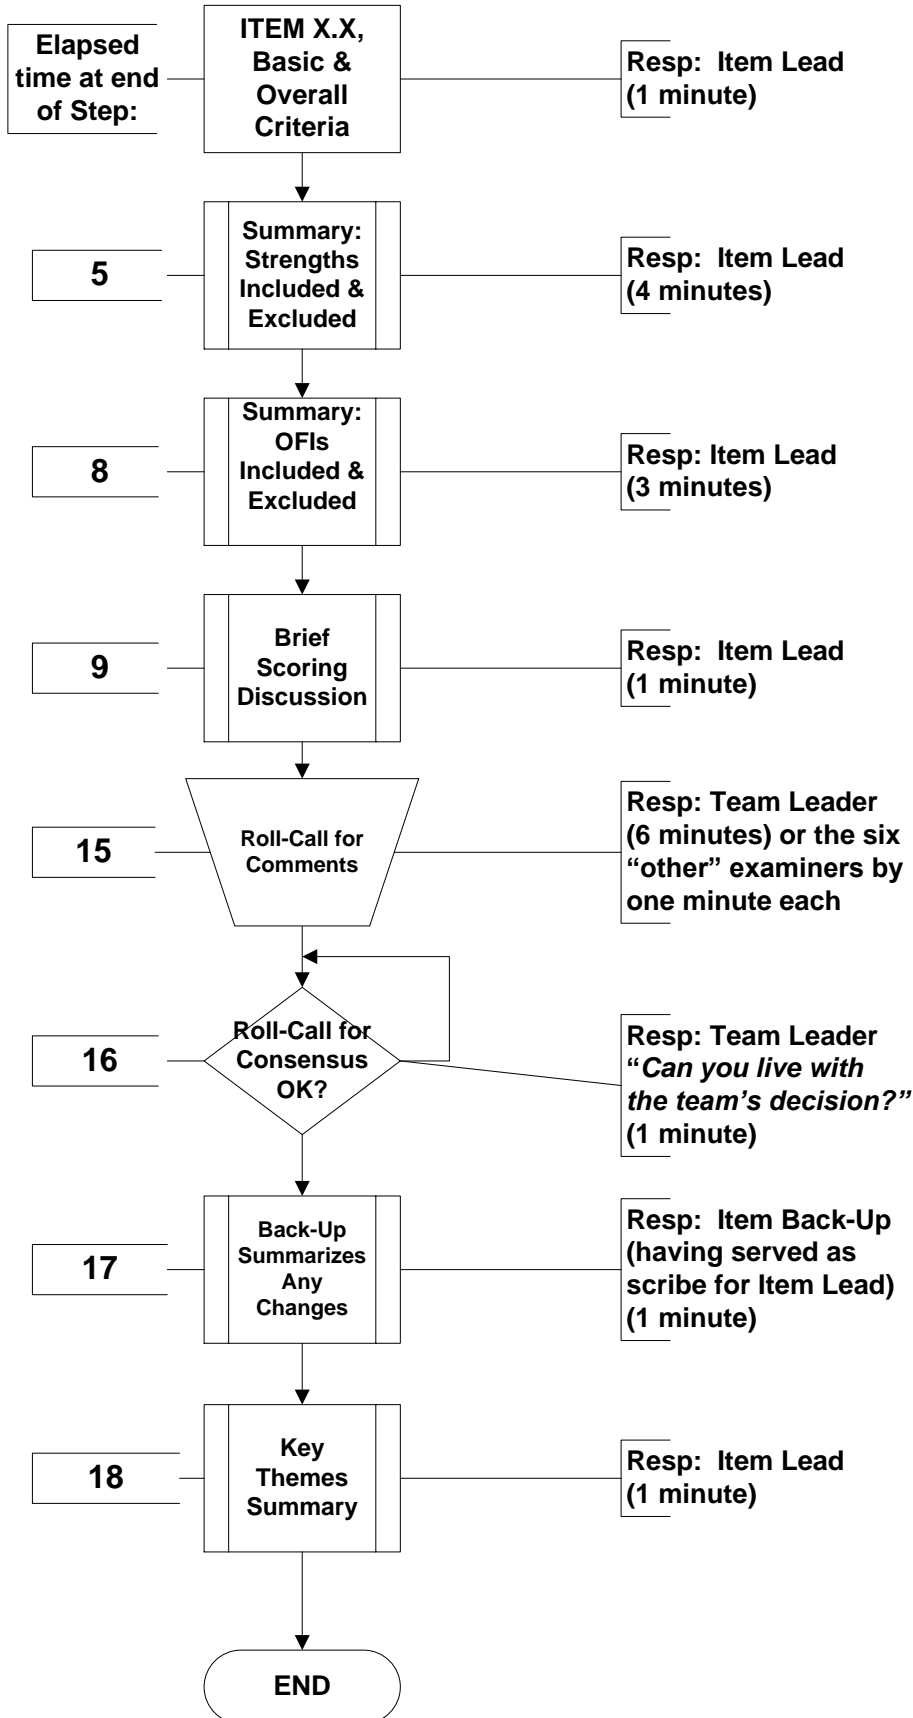 Elapsed
time at end
of Step:
ITEM X.X,
Basic &
Overall
Criteria
Resp:  Item Lead
(1 minute)
5
Summary:
Strengths
Included &
Excluded
Resp:  Item Lead
(4 minutes)
8
Summary:
OFIs
Included &
Excluded
Resp: Item Lead
(3 minutes)
9
Brief
Scoring
Discussion
Resp:  Item Lead
(1 minute)
15
Roll-Call for
Comments
Resp: Team Leader
(6 minutes) or the six
“other” examiners by
one minute each
16
Roll-Call for
Consensus
OK?
Resp: Team Leader
“Can you live with
the team’s decision?”
(1 minute)
17
Back-Up
Summarizes
Any
Changes
Resp:  Item Back-Up
(having served as
scribe for Item Lead)
(1 minute)
18
Key
Themes
Summary
Resp:  Item Lead
(1 minute)
END